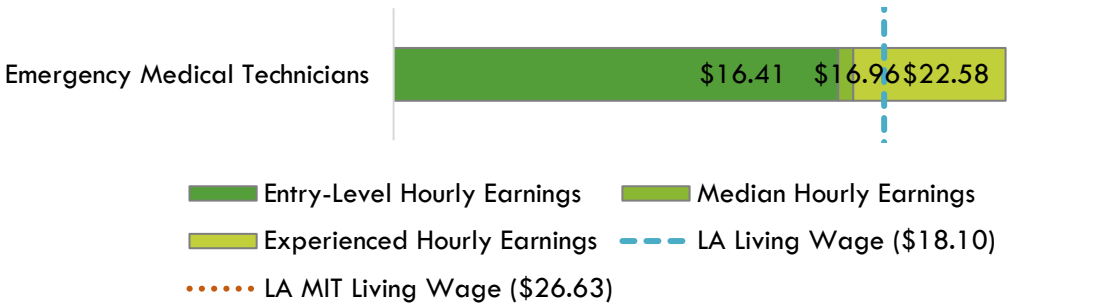 Emergency Medical Technicians $16.41 $16.96 $22.58
Entry-Level Hourly Earnings Median Hourly Earnings
Experienced Hourly Earnings LA Living Wage ($18.10)
LA MIT Living Wage ($26.63)